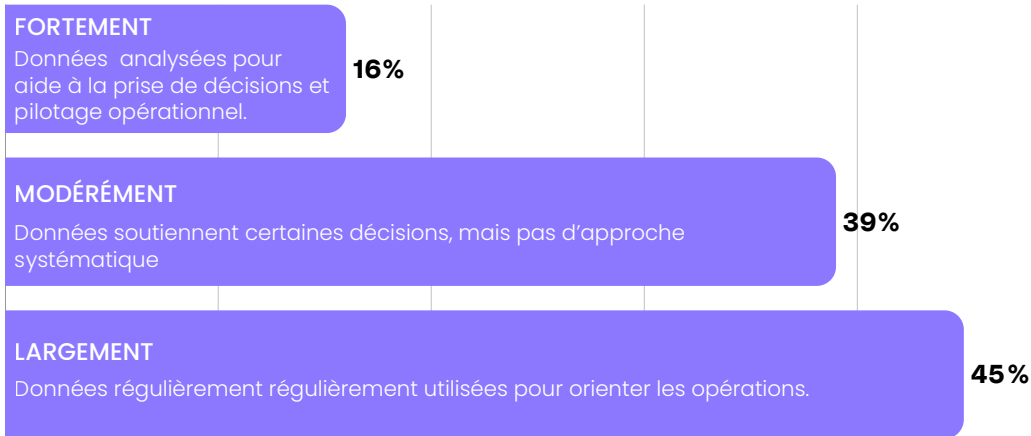 FORTEMENT
Données analysées pour
aide à la prise de décisions et
pilotage opérationnel.
16%
MODÉRÉMENT
Données soutiennent certaines décisions, mais pas d’approche
systématique
39%
LARGEMENT
Données régulièrement régulièrement utilisées pour orienter les opérations.
45%